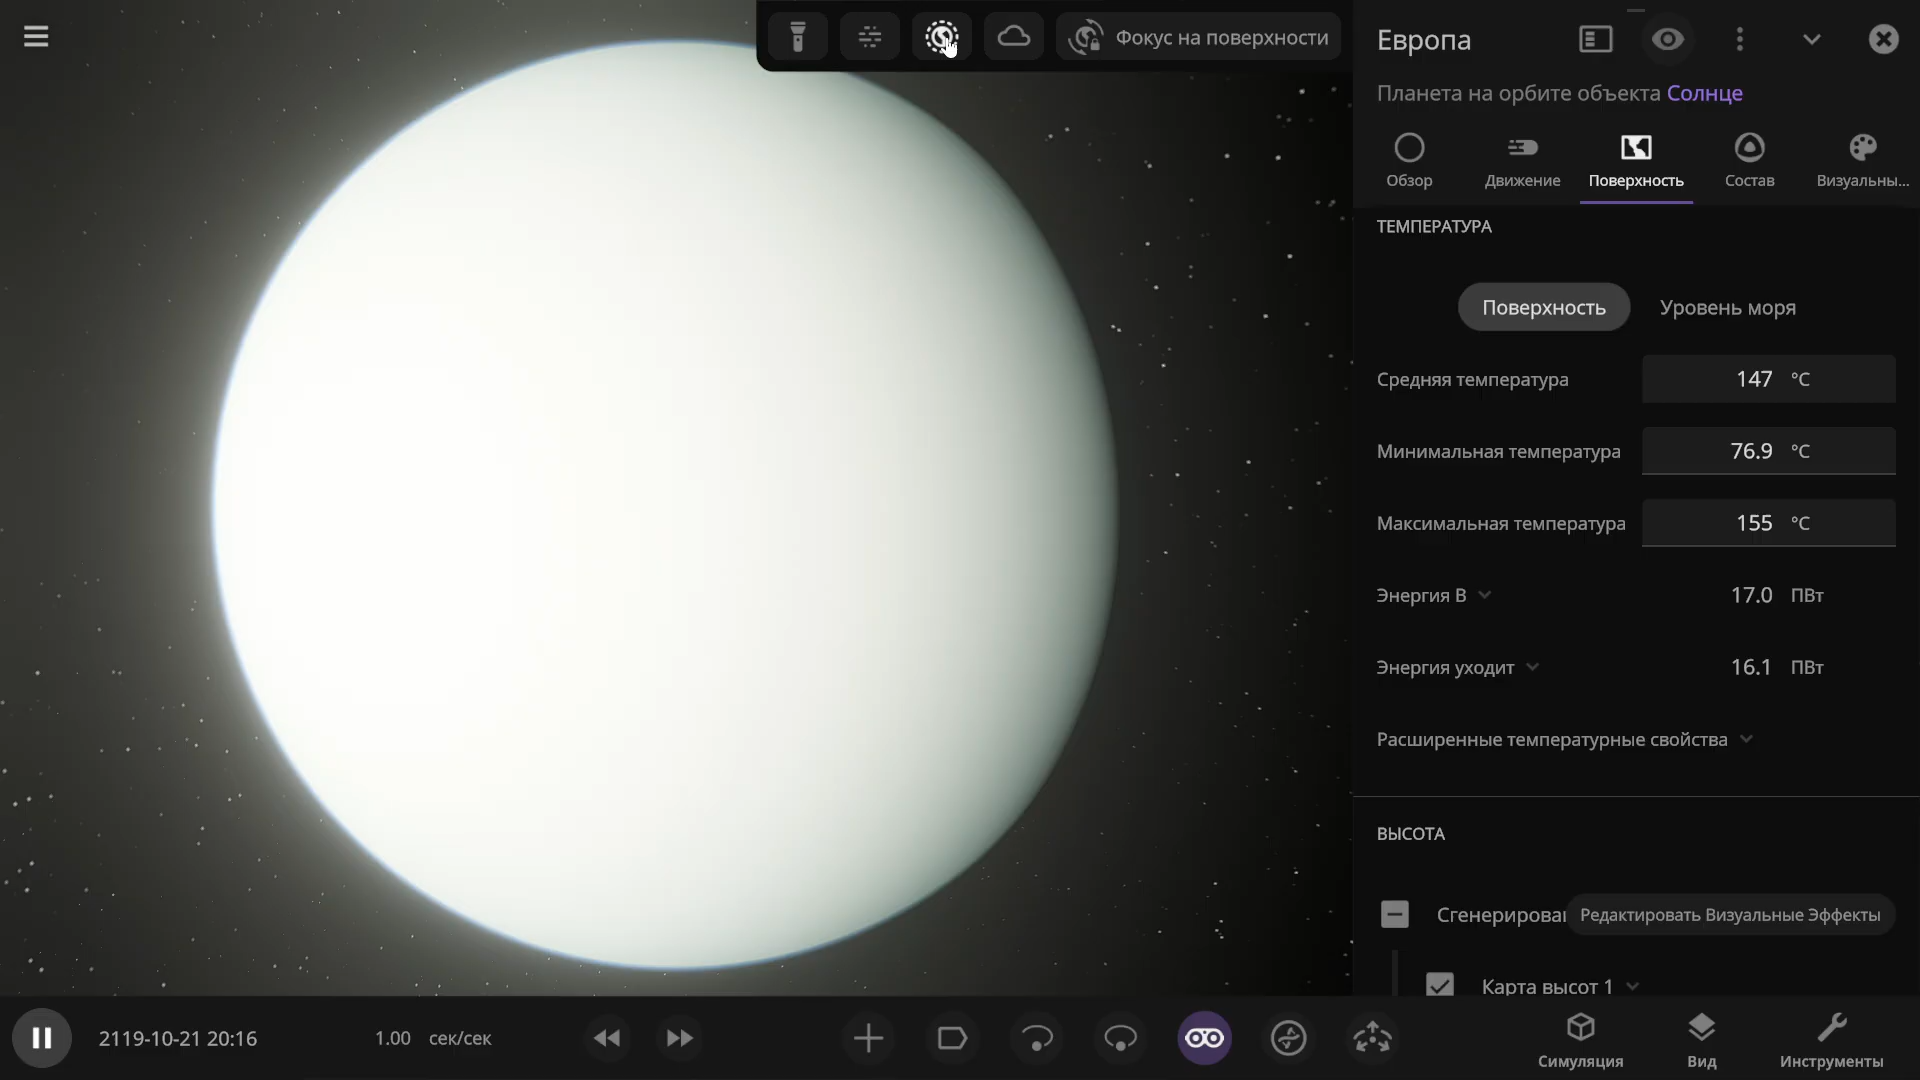 Фокус на поверхности
Европа
Планета на орбите объекта Солнце
Обзор
Движение
Поверхность
Состав
Визуальны...
ТЕМПЕРАТУРА
Поверхность
Уровень моря
Средняя температура 147 °C
Минимальная температура 76.9 °C
Максимальная температура 155 °C
Энергия В 17.0 ПВт
Энергия уходит 16.1 ПВт
Расширенные температурные свойства
ВЫСОТА
Сгенерирова
Редактировать Визуальные Эффекты
Карта высот 1
2119-10-21 20:16
1.00 сек/сек
Симуляция
Вид
Инструменты